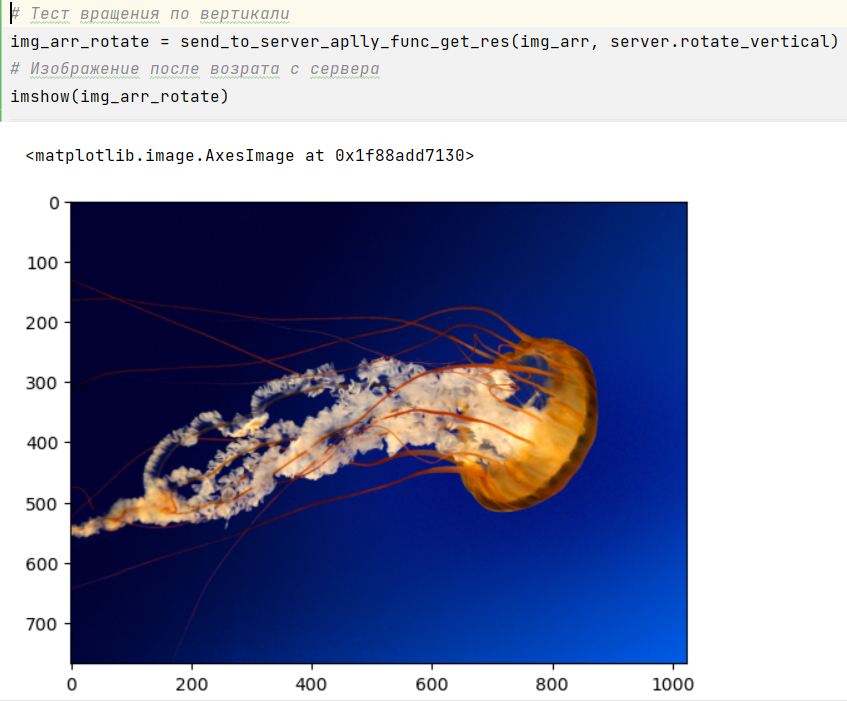 # Тест вращения по вертикали
img_arr_rotate = send_to_server_aplly_func_get_res(img_arr, server.rotate_vertical)
# Изображение после возрата с сервера
imshow(img_arr_rotate)
<matplotlib.image.AxesImage at 0x1f88add7130>
0
100
200
300
400
500
600
700
0 200 400 600 800 1000